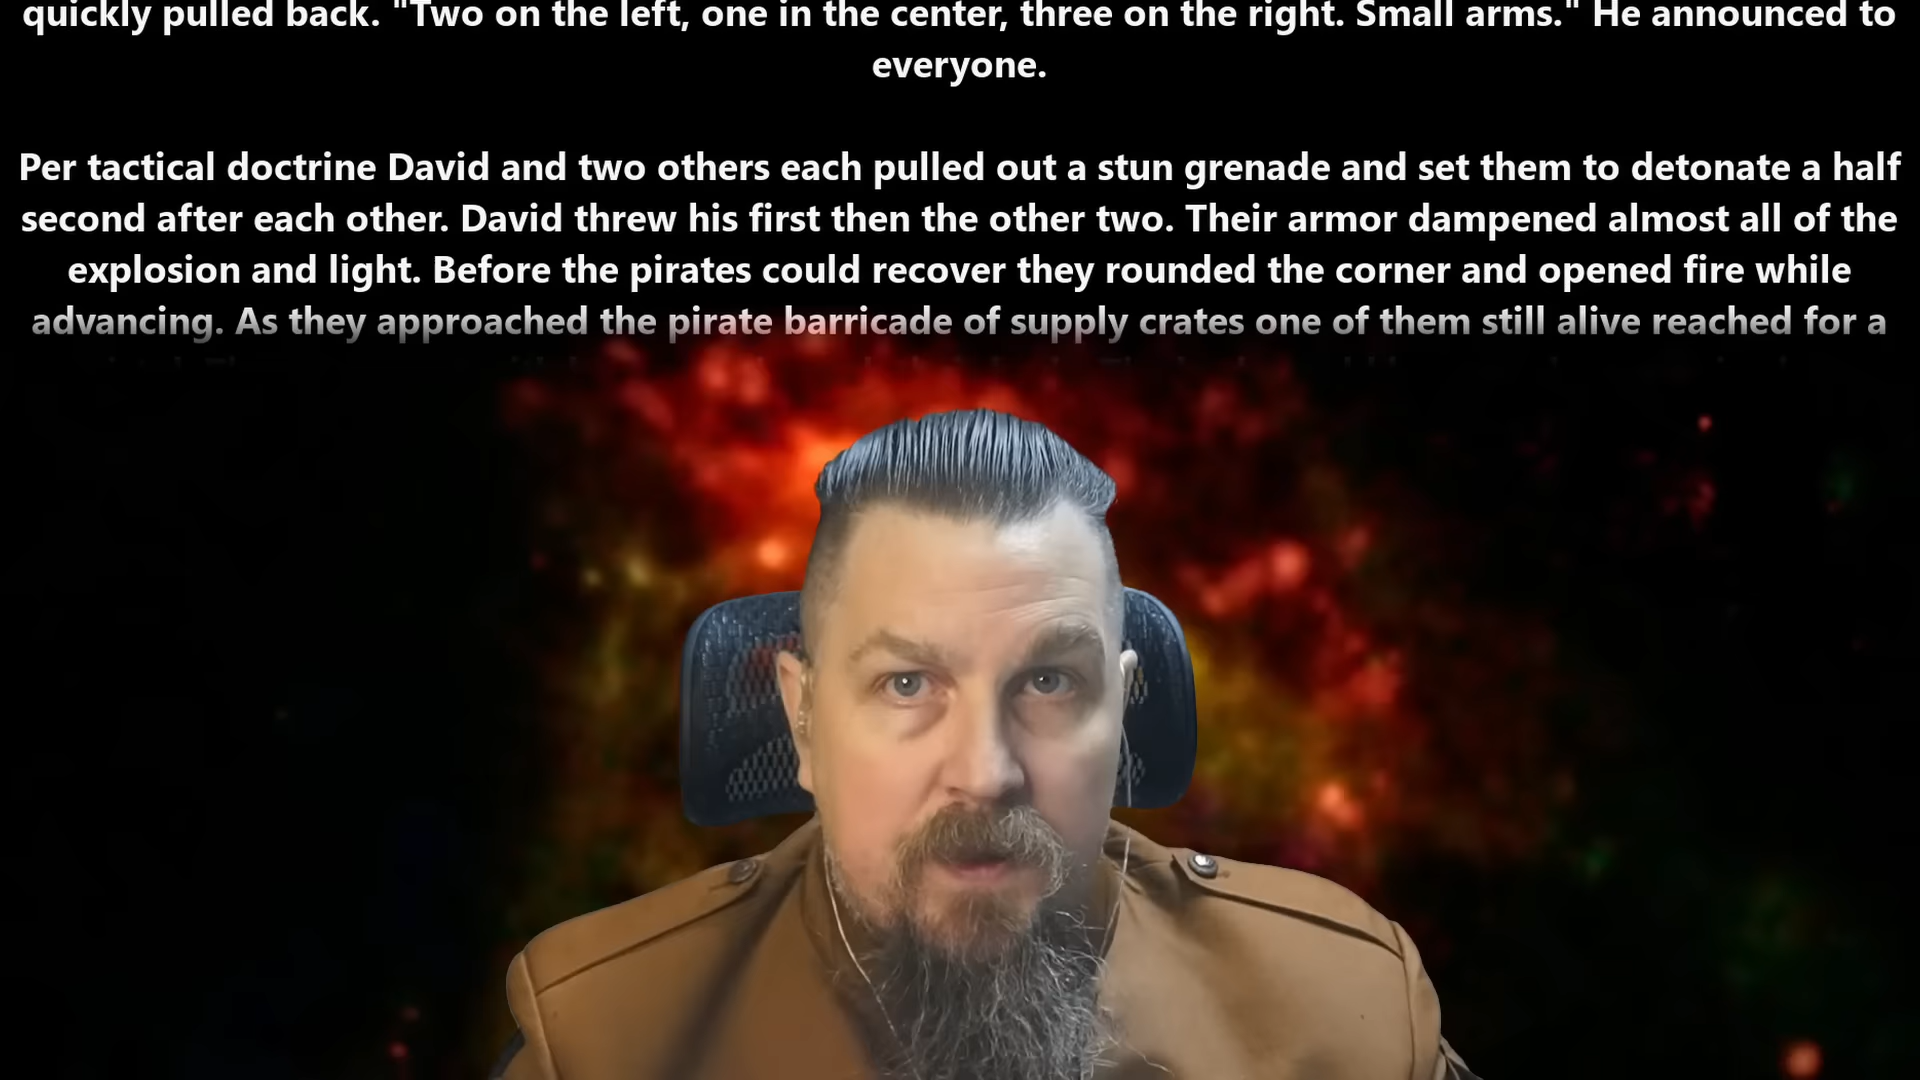 quickly pulled back. "Two on the left, one in the center, three on the right. Small arms." He announced to
everyone.
Per tactical doctrine David and two others each pulled out a stun grenade and set them to detonate a half
second after each other. David threw his first then the other two. Their armor dampened almost all of the
explosion and light. Before the pirates could recover they rounded the corner and opened fire while
advancing. As they approached the pirate barricade of supply crates one of them still alive reached for a